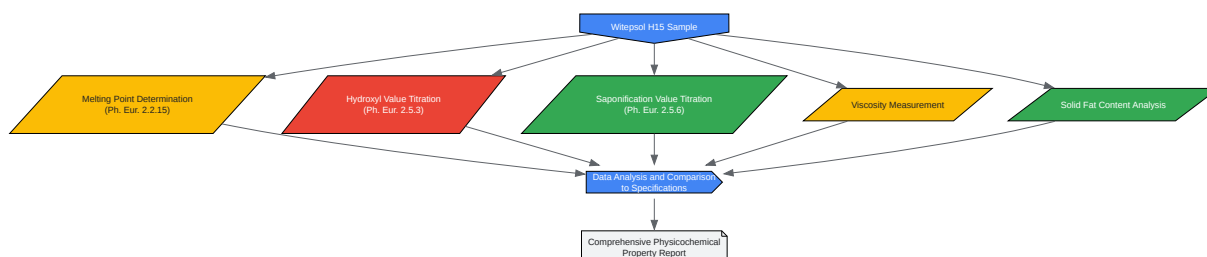 Witepsol H15 Sample
Melting Point Determination
(Ph. Eur. 2.2.15)
Hydroxyl Value Titration
(Ph. Eur. 2.5.3)
Saponification Value Titration
(Ph. Eur. 2.5.6)
Viscosity Measurement
Solid Fat Content Analysis
Data Analysis and Comparison
to Specifications
Comprehensive Physicochemical
Property Report